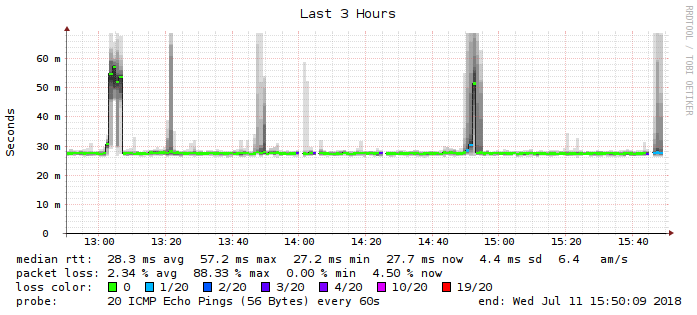 Last 3 Hours
RRDTOOL / TOBI OETIKER
Seconds
60 m
50 m
40 m
30 m
20 m
10 m
0
13:00 13:20 13:40 14:00 14:20 14:40 15:00 15:20 15:40
median rtt: 28.3 ms avg 57.2 ms max 27.2 ms min 27.7 ms now 4.4 ms sd 6.4 am/s
packet loss: 2.34 % avg 88.33 % max 0.00 % min 4.50 % now
loss color: 0 1/20 2/20 3/20 4/20 10/20 19/20
probe: 20 ICMP Echo Pings (56 Bytes) every 60s end: Wed Jul 11 15:50:09 2018